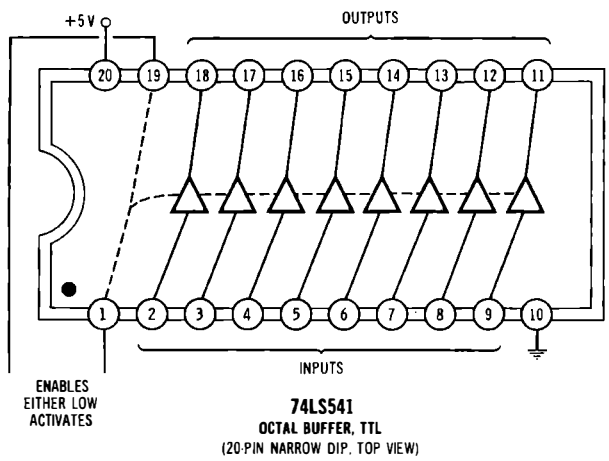 +5V
OUTPUTS
20 19 18 17 16 15 14 13 12 11
1 2 3 4 5 6 7 8 9 10
INPUTS
ENABLES
EITHER LOW
ACTIVATES
74LS541
OCTAL BUFFER, TTL
(20-PIN NARROW DIP, TOP VIEW)